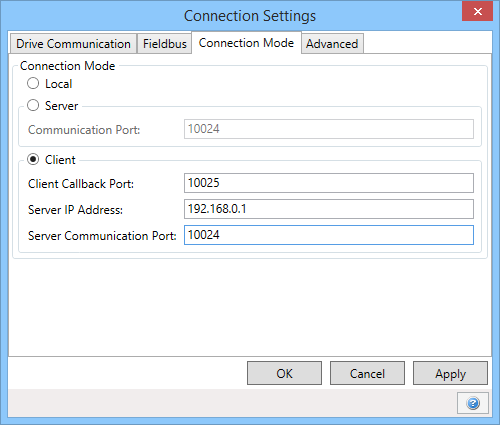 Connection Settings
Drive Communication Fieldbus Connection Mode Advanced
Connection Mode
Local
Server
Communication Port: 10024
Client
Client Callback Port: 10025
Server IP Address: 192.168.0.1
Server Communication Port: 10024
OK Cancel Apply